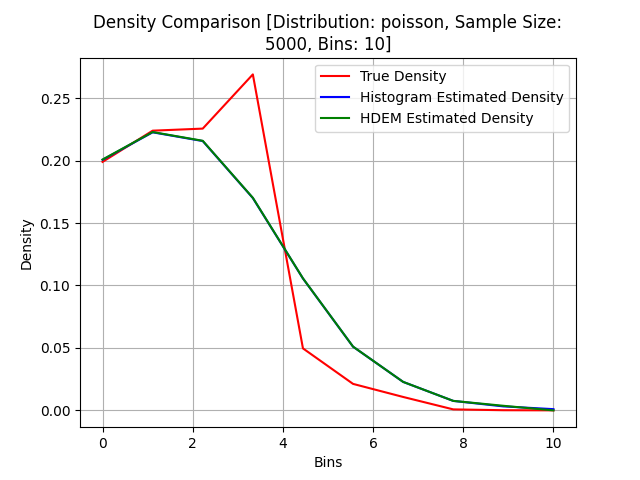 Density Comparison [Distribution: poisson, Sample Size:
5000, Bins: 10]
True Density
Histogram Estimated Density
HDEM Estimated Density
Density
0.25
0.20
0.15
0.10
0.05
0.00
0 2 4 6 8 10
Bins